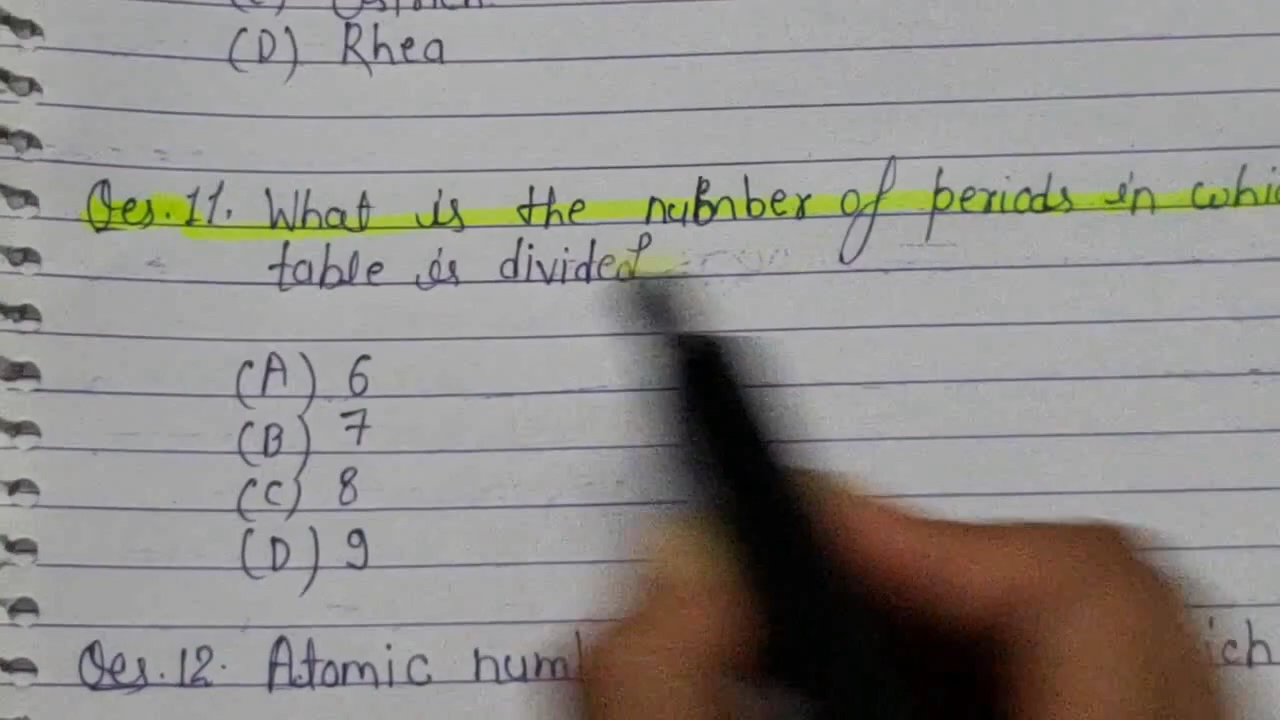 (D) Rhea
Qes. 11. What is the number of periods in
table is divided
(A) 6
(B) 7
(C) 8
(D) 9
Qes. 12. Atomic